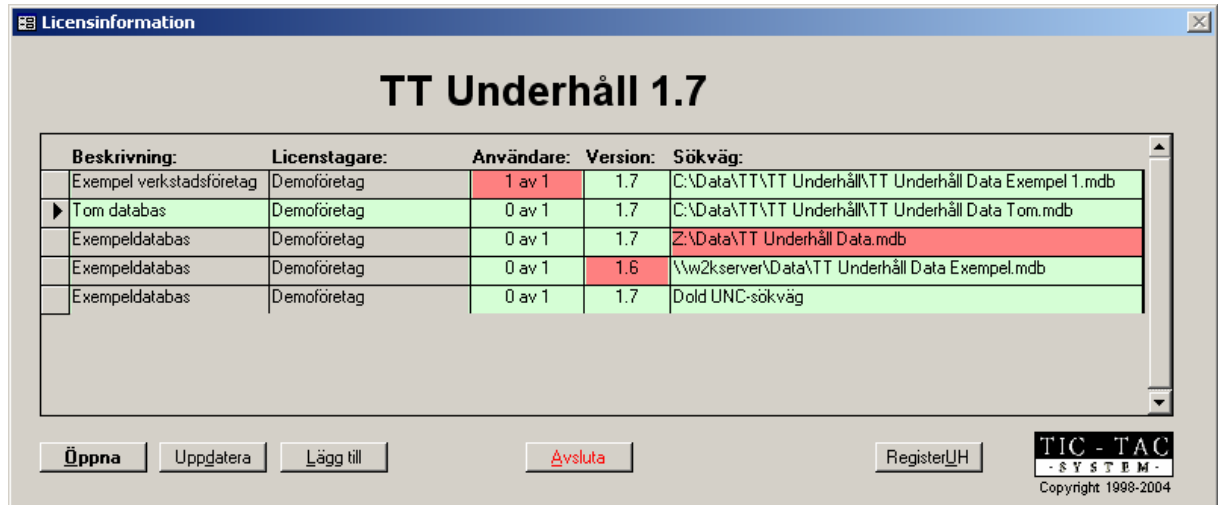 Licensinformation
TT Underhåll 1.7
Beskrivning: Licenstagare: Användare: Version: Sökväg:
Exempel verkstadsföretag Demoföretag 1 av 1 1.7 C:\Data\TT\TT Underhåll\TT Underhåll Data Exempel 1.mdb
Tom databas Demoföretag 0 av 1 1.7 C:\Data\TT\TT Underhåll\TT Underhåll Data Tom.mdb
Exempeldatabas Demoföretag 0 av 1 1.7 Z:\Data\TT Underhåll Data.mdb
Exempeldatabas Demoföretag 0 av 1 1.6 \\w2kserver\Data\TT Underhåll Data Exempel.mdb
Exempeldatabas Demoföretag 0 av 1 1.7 Dold UNC-sökväg
Öppna Uppdatera Lägg till Avsluta RegisterUH
TIC - TAC
- SYSTEM -
Copyright 1998-2004